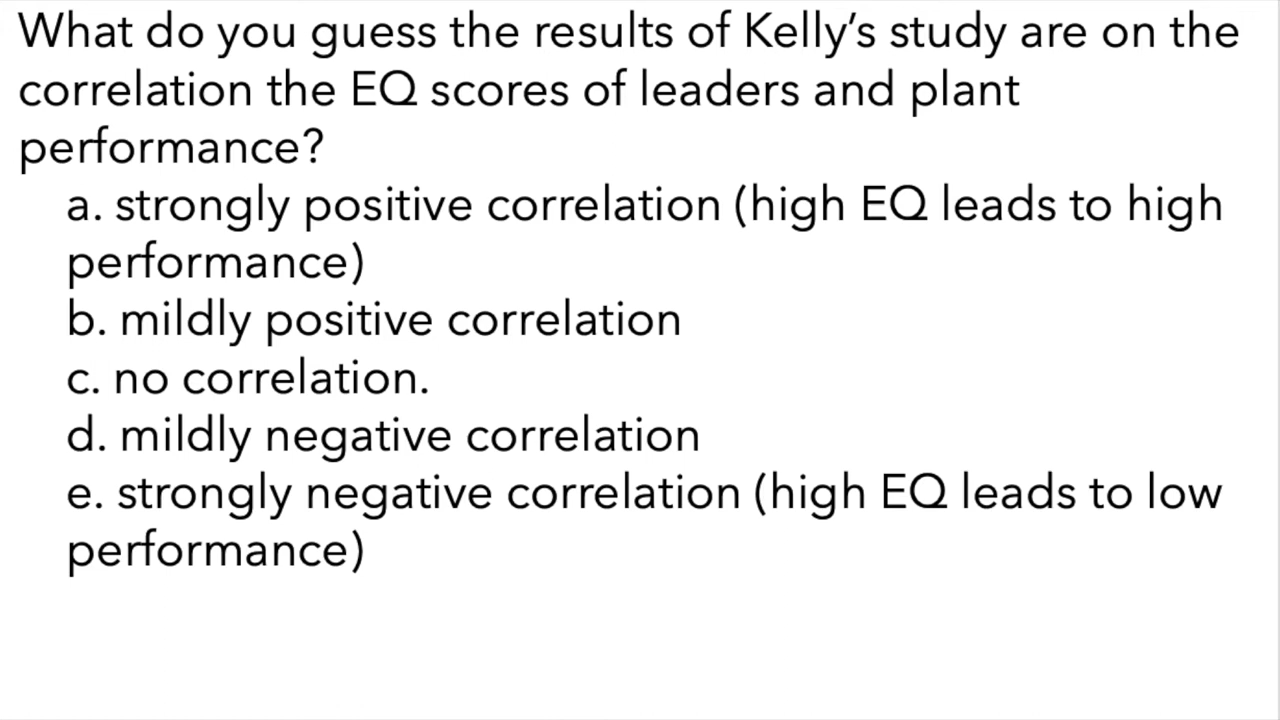 What do you guess the results of Kelly’s study are on the
correlation the EQ scores of leaders and plant
performance?
a. strongly positive correlation (high EQ leads to high
performance)
b. mildly positive correlation
c. no correlation.
d. mildly negative correlation
e. strongly negative correlation (high EQ leads to low
performance)